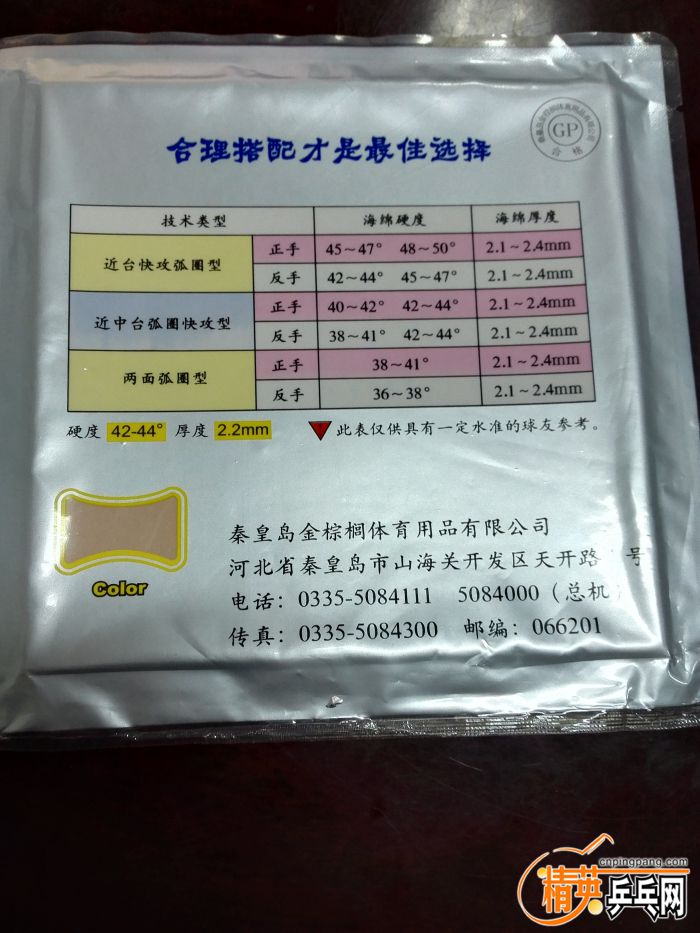 合理搭配才是最佳选择
GP
合格
技术类型 海绵硬度 海绵厚度
近台快攻弧圈型 正手 45～47° 48～50° 2.1～2.4mm
反手 42～44° 45～47° 2.1～2.4mm
近中台弧圈快攻型 正手 40～42° 42～44° 2.1～2.4mm
反手 38～41° 42～44° 2.1～2.4mm
两面弧圈型 正手 38～41° 2.1～2.4mm
反手 36～38° 2.1～2.4mm
硬度 42-44° 厚度 2.2mm 此表仅供具有一定水准的球友参考。
Color
秦皇岛金棕榈体育用品有限公司
河北省秦皇岛市山海关开发区天开路 号
电话：0335-5084111 5084000（总机）
传真：0335-5084300 邮编：066201
cnpingpang.com
精英乒乓网